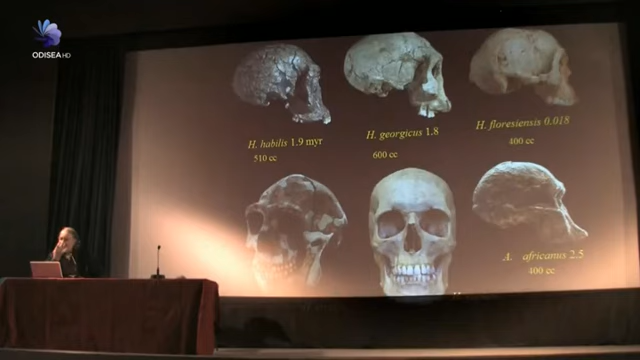 ODISEA HD
H. habilis 1.9 myr
510 cc
H. georgicus 1.8
600 cc
H. floresiensis 0.018
400 cc
A. africanus 2.5
400 cc